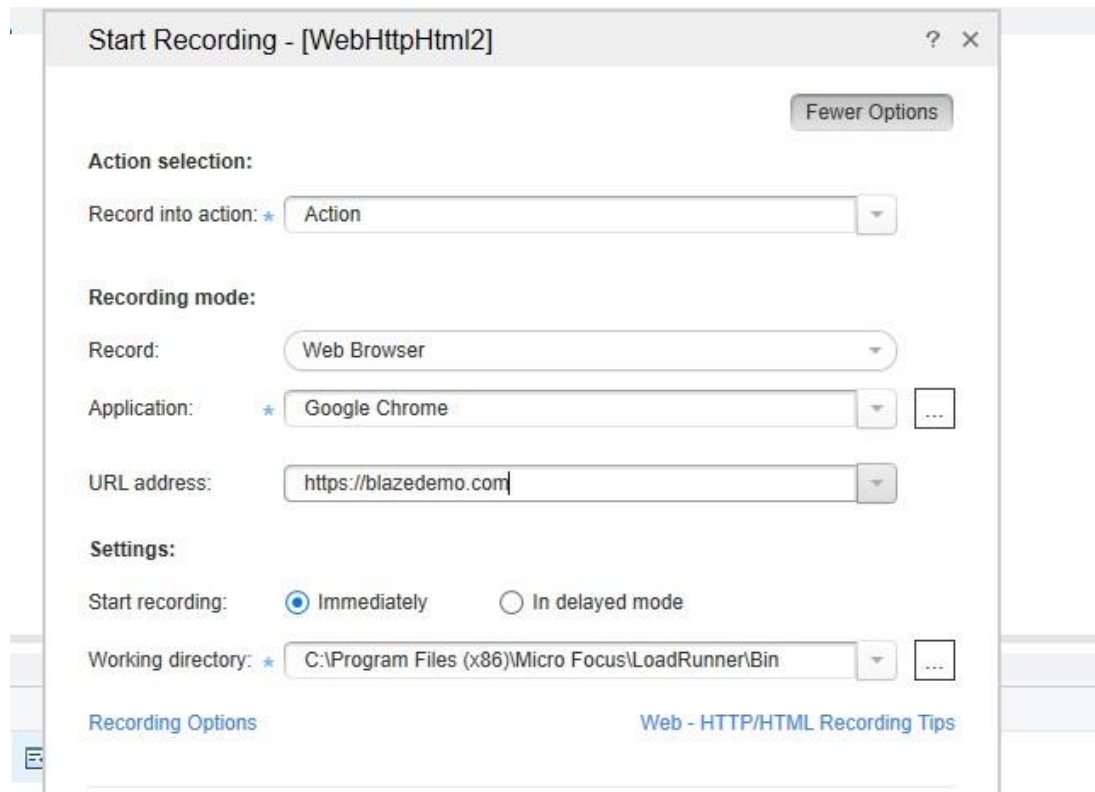 Start Recording - [WebHttpHtml2] ? ×
Fewer Options
Action selection:
Record into action: * Action
Recording mode:
Record: Web Browser
Application: * Google Chrome ...
URL address: https://blazedemo.com
Settings:
Start recording: Immediately In delayed mode
Working directory: * C:\Program Files (x86)\Micro Focus\LoadRunner\Bin ...
Recording Options Web - HTTP/HTML Recording Tips